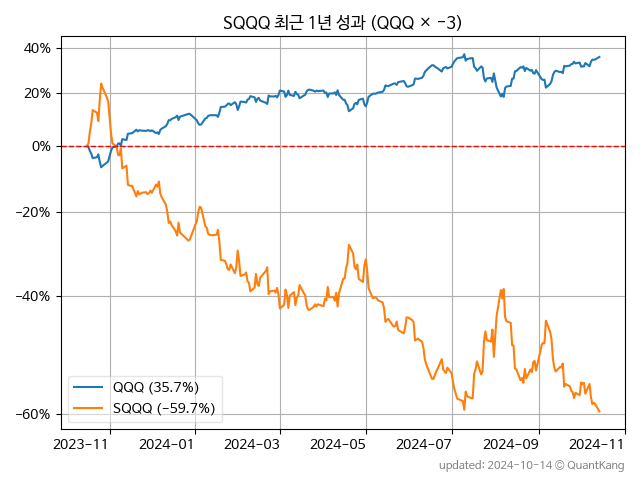 SQQQ 최근 1년 성과 (QQQ × −3)
40%
20%
0%
−20%
−40%
−60%
QQQ (35.7%)
SQQQ (−59.7%)
2023−11 2024−01 2024−03 2024−05 2024−07 2024−09 2024−11
updated: 2024-10-14 © QuantKang